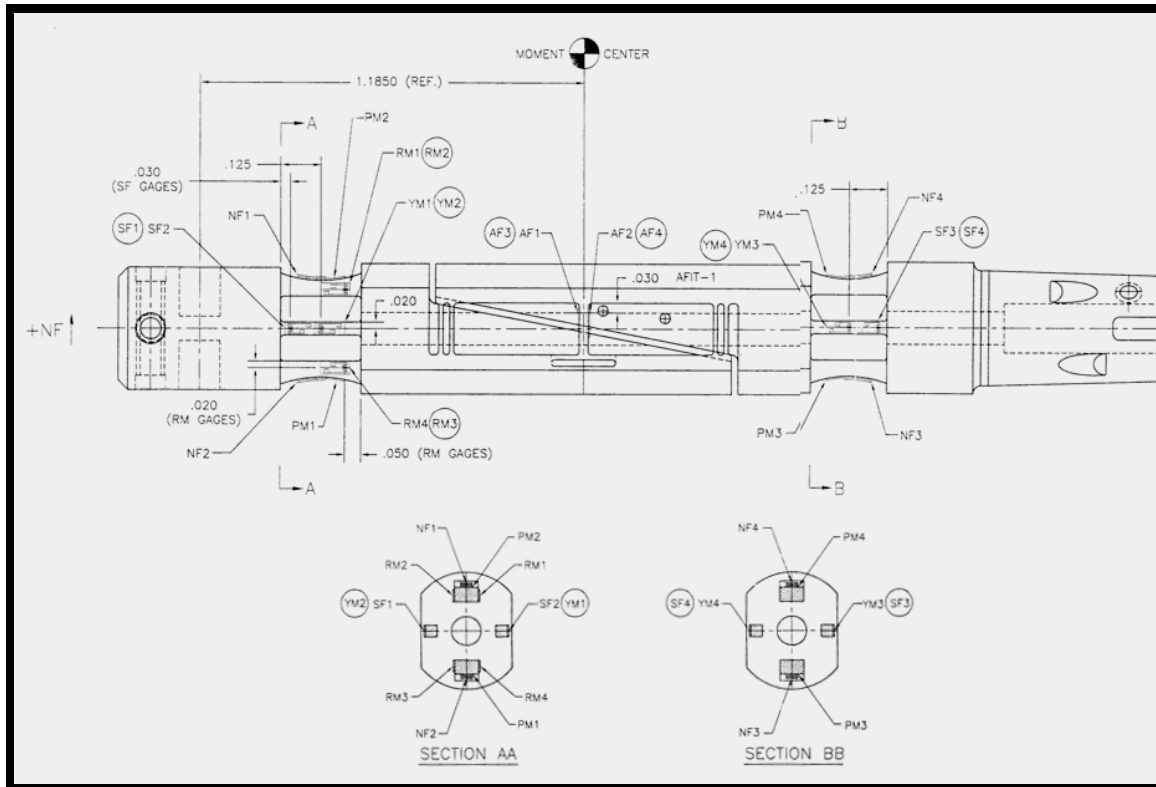 MOMENT CENTER
1.1850 (REF.)
A
B
PM2
.125
RM1 RM2
.030
(SF GAGES)
.125
NF4
NF1
YM1 YM2
PM4
SF1 SF2
AF3 AF1
AF2 AF4
YM4 YM3
SF3 SF4
.030 AFIT-1
.020
+NF
.020
(RM GAGES)
PM1
RM4 RM3
PM3
NF3
NF2
.050 (RM GAGES)
A
B
NF1
PM2
RM2
RM1
YM2 SF1
SF2 YM1
RM3
RM4
NF2
PM1
SECTION AA
NF4
PM4
SF4 YM4
YM3 SF3
NF3
PM3
SECTION BB